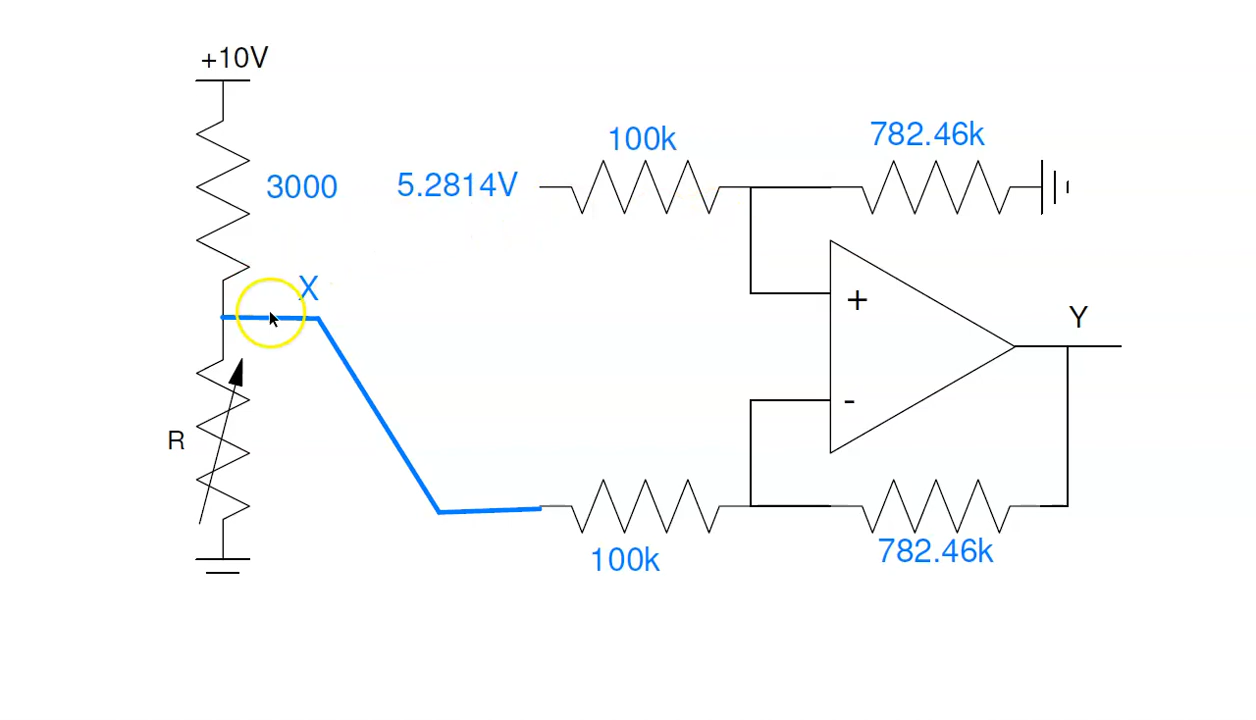 +10V
100k
782.46k
3000
5.2814V
X
+
Y
-
R
100k
782.46k